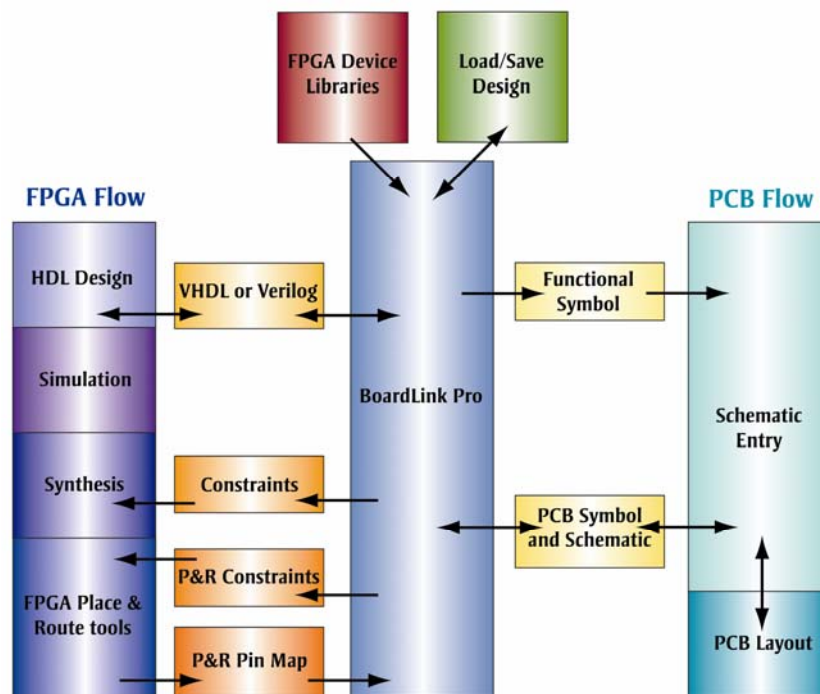 FPGA Device
Libraries
Load/Save
Design
FPGA Flow
PCB Flow
HDL Design
VHDL or Verilog
Functional
Symbol
Simulation
BoardLink Pro
Schematic
Entry
Synthesis
Constraints
PCB Symbol
and Schematic
P&R Constraints
FPGA Place &
Route tools
P&R Pin Map
PCB Layout